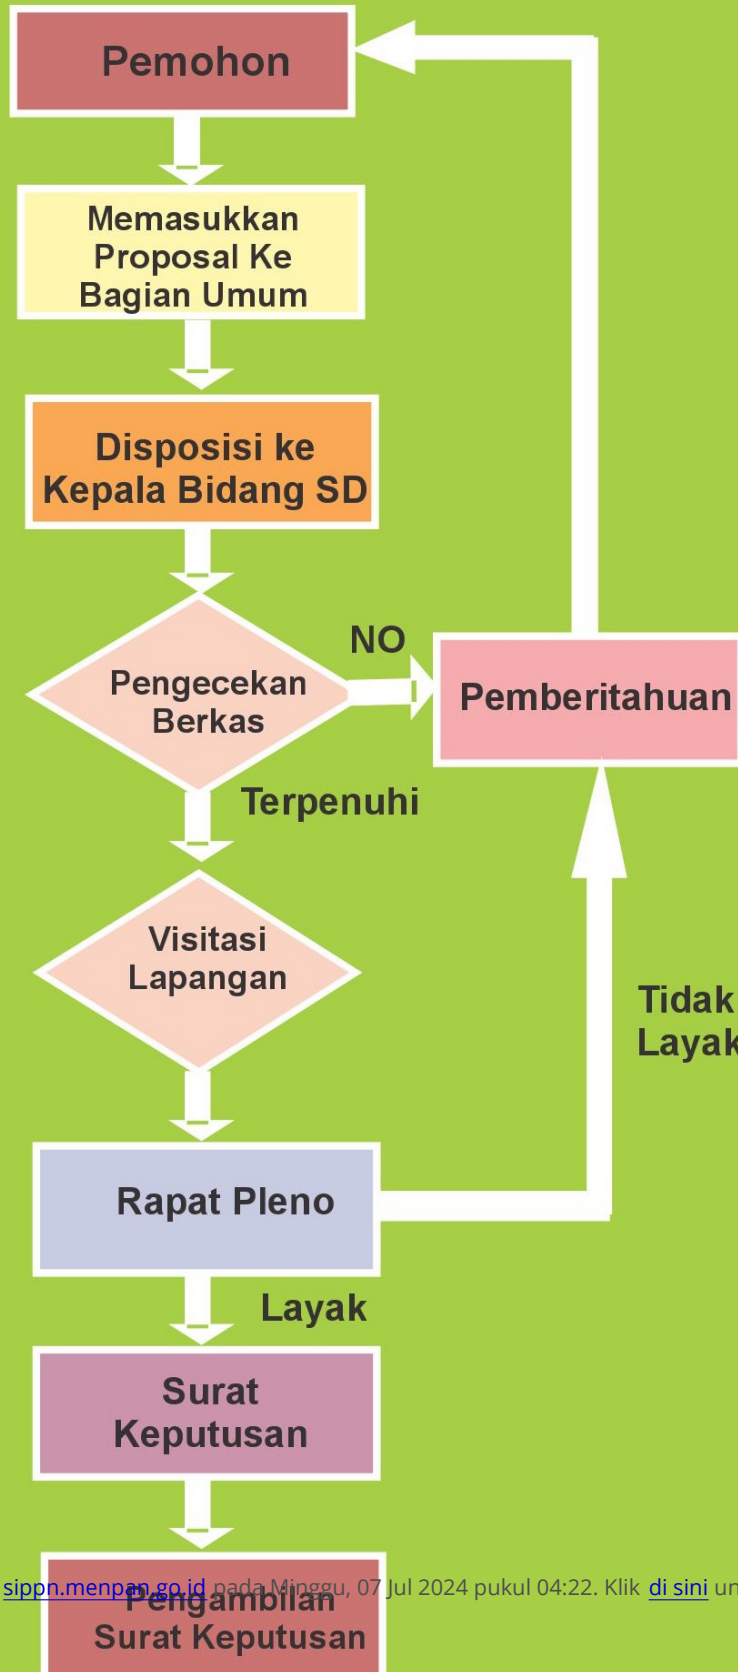 Pemohon
Memasukkan
Proposal Ke
Bagian Umum
Disposisi ke
Kepala Bidang SD
NO
Pengecekan
Berkas
Pemberitahuan
Terpenuhi
Visitasi
Lapangan
Tidak
Layak
Rapat Pleno
Layak
Surat
Keputusan
sippn.menpan.go.id pada Minggu, 07 Jul 2024 pukul 04:22. Klik di sini un
Pengambilan
Surat Keputusan